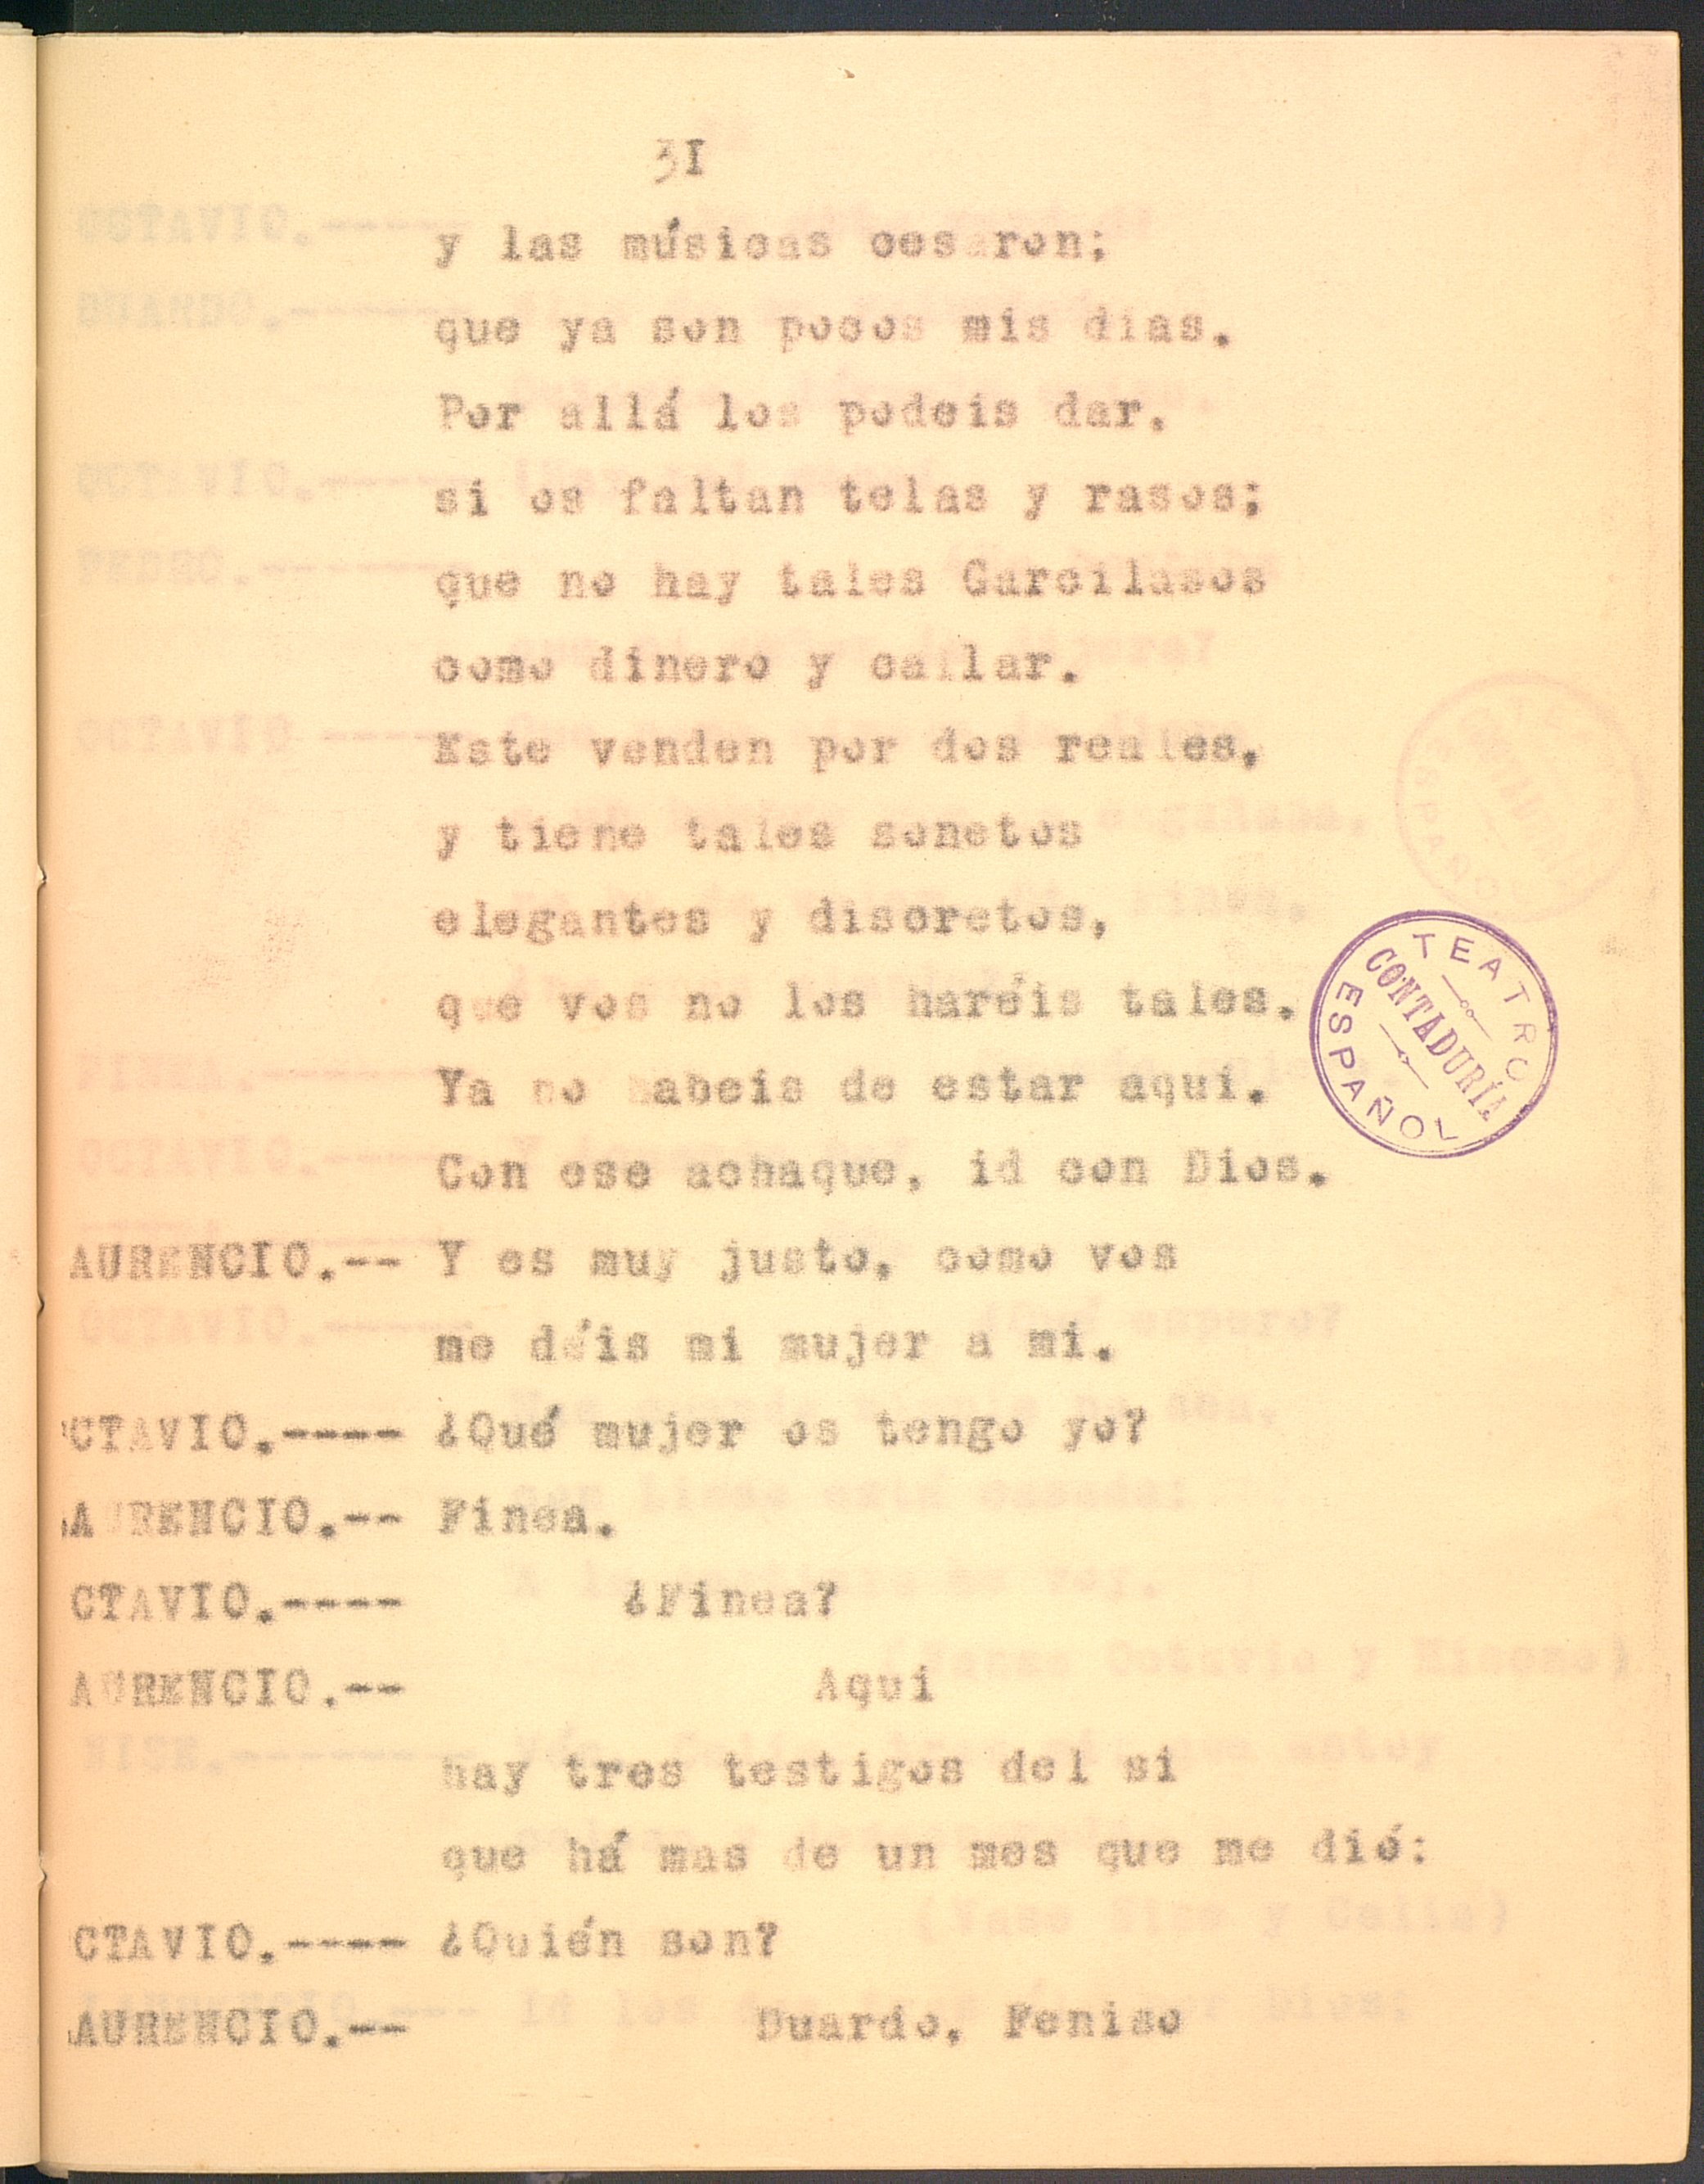 31
y las músicas cesaron;
que ya son pocos mis dias.
Por allá los podeis dar,
si os faltan telas y rasos;
que no hay tales Garcilasos
como dinero y callar.
Este venden por dos reales,
y tiene tales sonetos
elegantes y discretos,
que vos no los haréis tales.
Ya no habeis de estar aquí.
Con ese achaque, id con Dios.
AURENCIO.-- Y es muy justo, como vos
me déis mi mujer a mi.
OCTAVIO.---- ¿Qué mujer os tengo yo?
LAURENCIO.-- Finea.
CTAVIO.---- ¿Finea?
AURENCIO.-- Aqui
hay tres testigos del si
que há mas de un mes que me dió:
CTAVIO.---- ¿Quién son?
LAURENCIO.-- Duardo, Feniso
TEATRO ESPAÑOL
CONTADURÍA